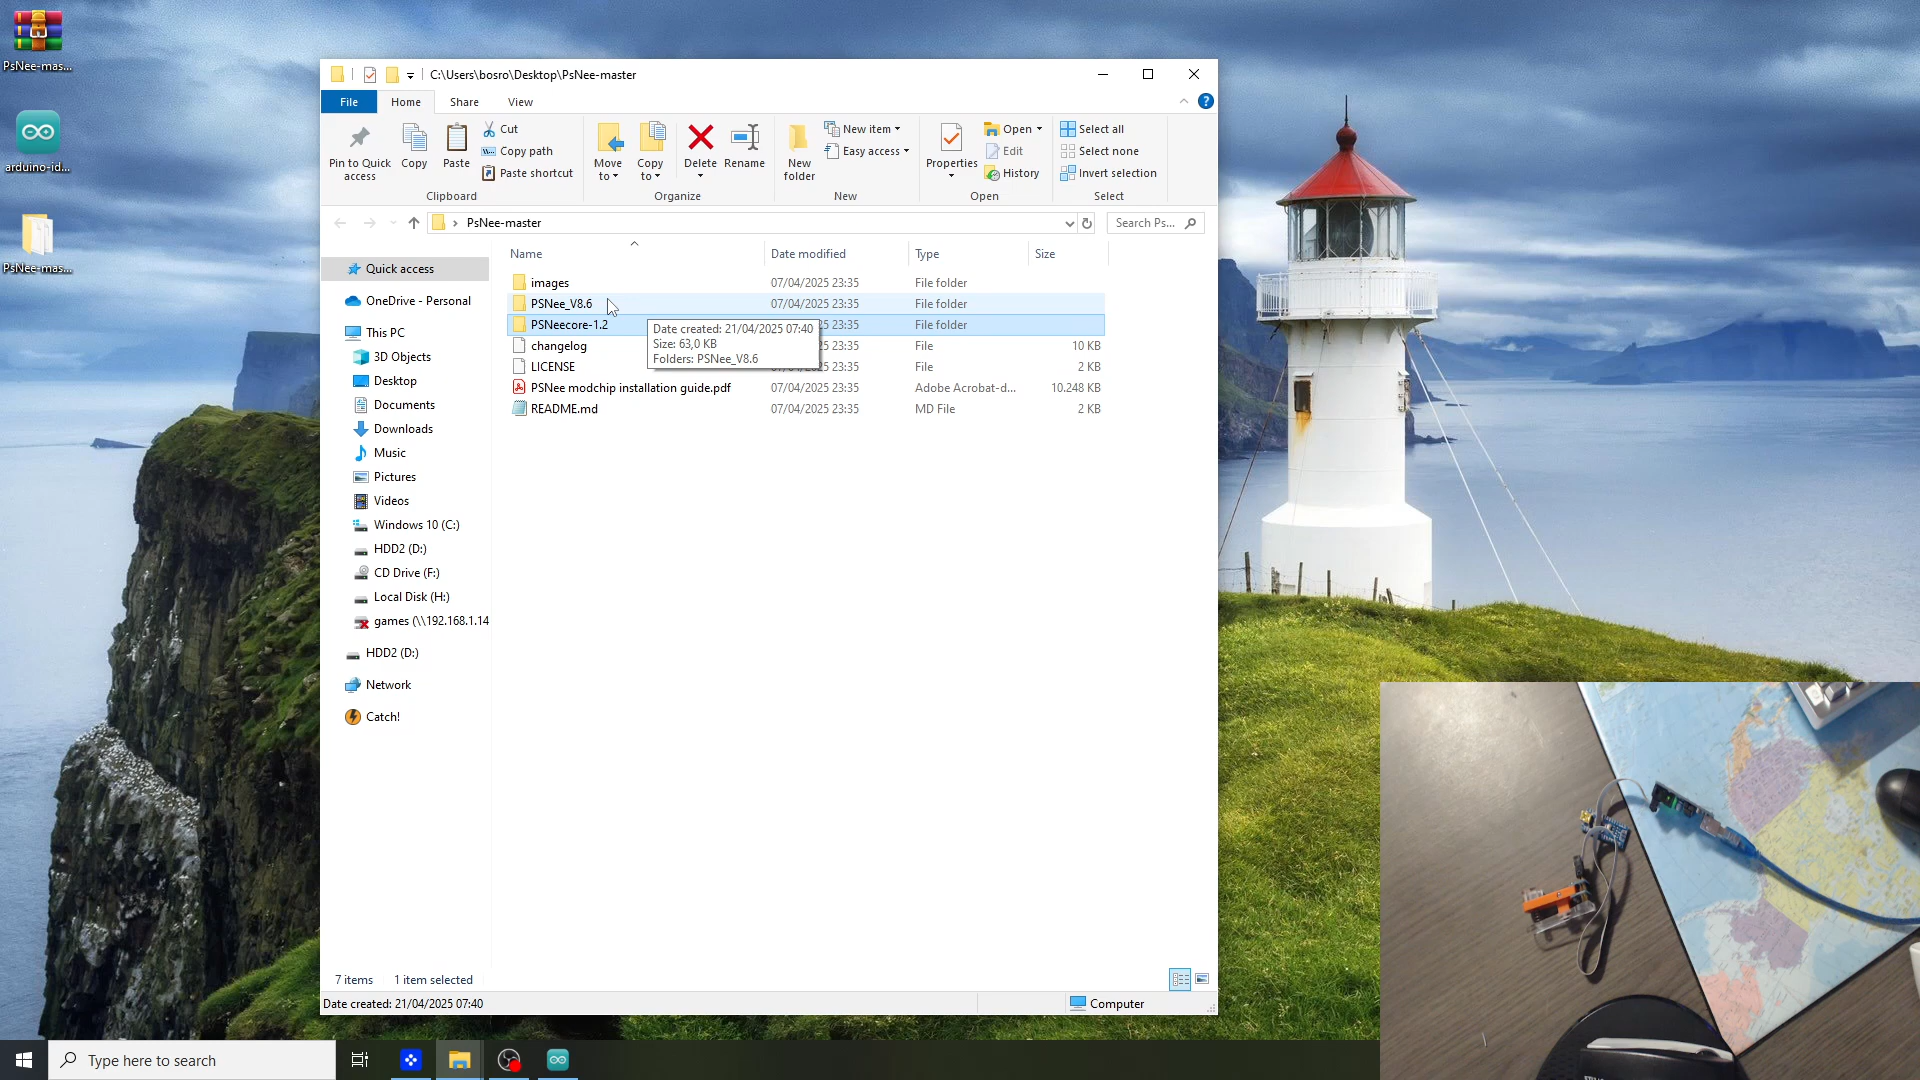 PsNee-mas...
arduino-id...
PsNee-mas...
C:\Users\bosro\Desktop\PsNee-master
File
Home
Share
View
Pin to Quick access
Copy
Paste
Cut
Copy path
Paste shortcut
Clipboard
Move to
Copy to
Delete
Rename
Organize
New folder
New item
Easy access
New
Properties
Open
Edit
History
Open
Select all
Select none
Invert selection
Select
PsNee-master
Search Ps...
Name
Date modified
Type
Size
images 07/04/2025 23:35 File folder
PSNee_V8.6 07/04/2025 23:35 File folder
PSNeecore-1.2 25 23:35 File folder
changelog 25 23:35 File 10 KB
LICENSE 07/04/2025 23:35 File 2 KB
PSNee modchip installation guide.pdf 07/04/2025 23:35 Adobe Acrobat-d... 10.248 KB
README.md 07/04/2025 23:35 MD File 2 KB
Date created: 21/04/2025 07:40
Size: 63,0 KB
Folders: PSNee_V8.6
Quick access
OneDrive - Personal
This PC
3D Objects
Desktop
Documents
Downloads
Music
Pictures
Videos
Windows 10 (C:)
HDD2 (D:)
CD Drive (F:)
Local Disk (H:)
games (\\192.168.1.14
HDD2 (D:)
Network
Catch!
7 items
1 item selected
Date created: 21/04/2025 07:40
Computer
Type here to search